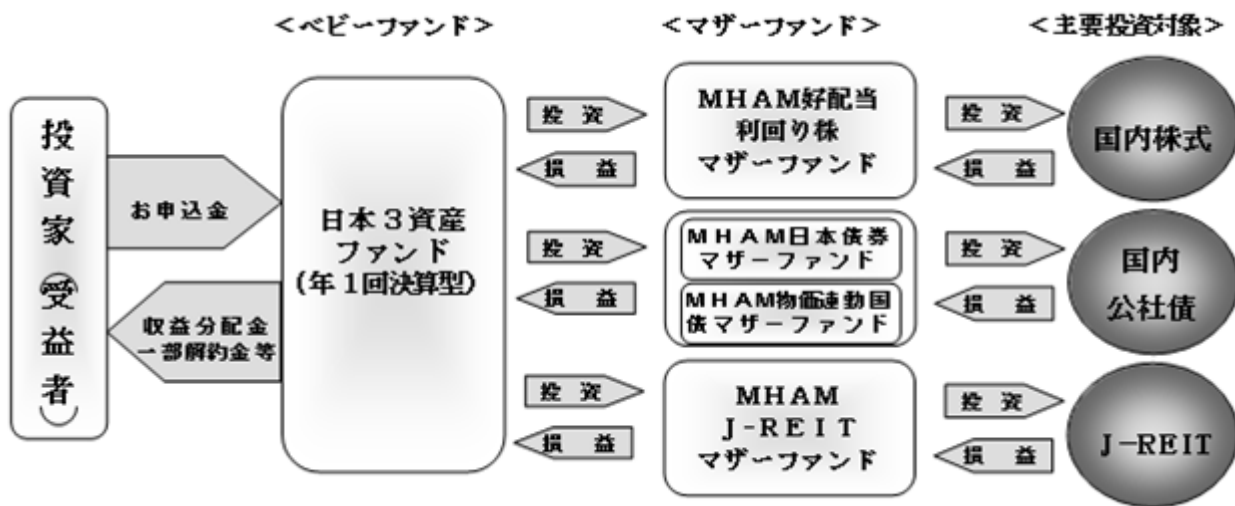 ＜ベビーファンド＞
＜マザーファンド＞
＜主要投資対象＞
投資家（受益者）
お申込金
収益分配金
一部解約金等
日本３資産
ファンド
（年１回決算型）
投資
損益
投資
損益
投資
損益
ＭＨＡＭ好配当
利回り株
マザーファンド
ＭＨＡＭ日本債券
マザーファンド
ＭＨＡＭ物価連動国
債マザーファンド
ＭＨＡＭ
Ｊ-ＲＥＩＴ
マザーファンド
投資
損益
投資
損益
投資
損益
国内株式
国内
公社債
Ｊ-ＲＥＩＴ